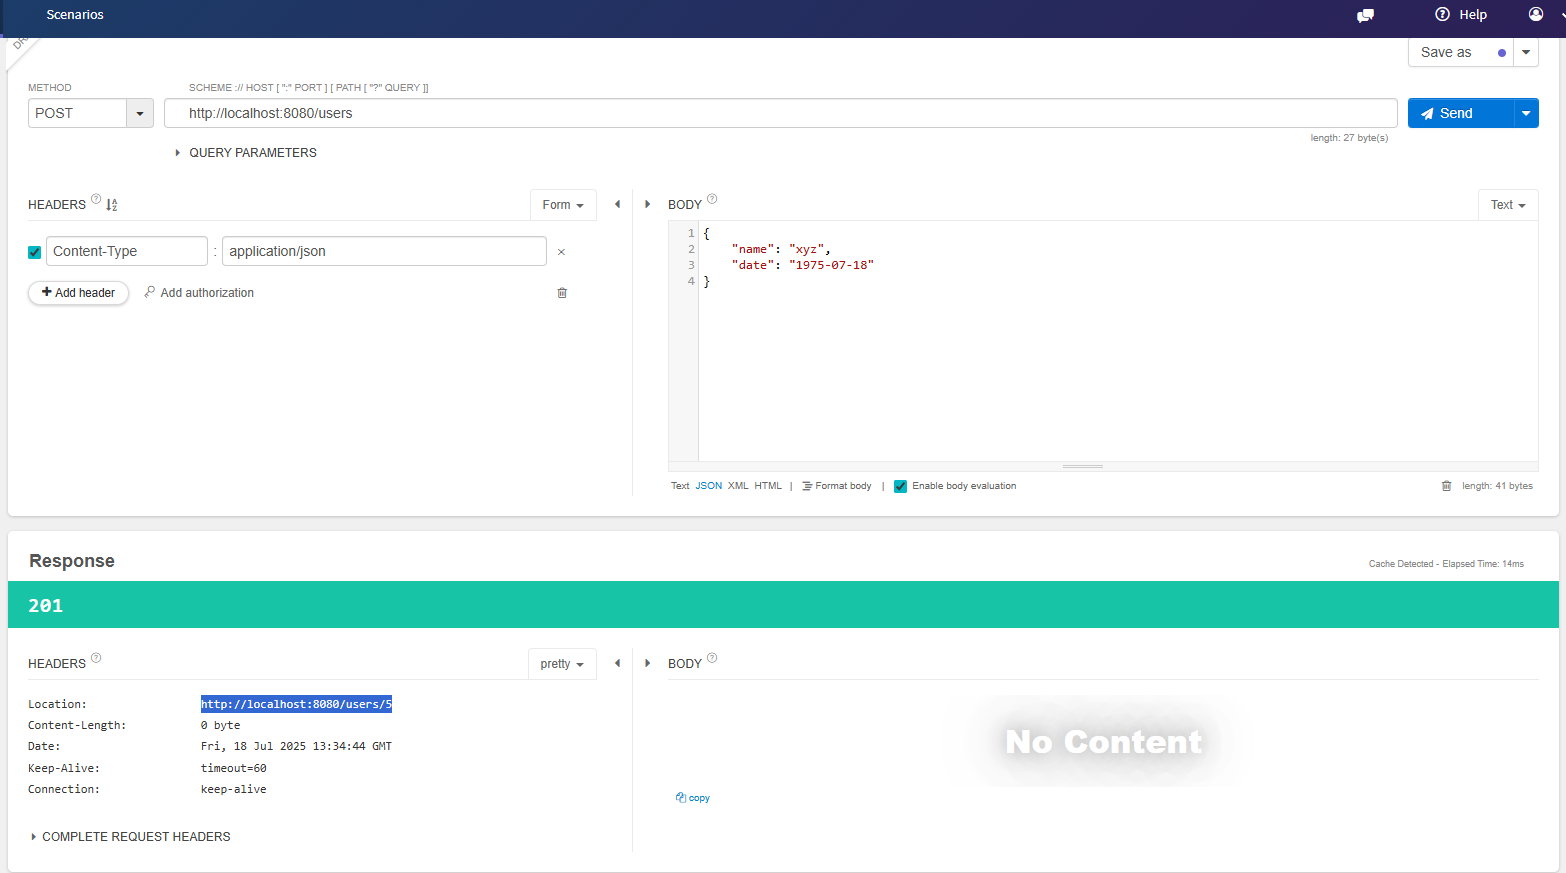 Scenarios
Help
DR
Save as
METHOD
SCHEME :// HOST [ ":" PORT ] [ PATH [ "?" QUERY ]]
POST
http://localhost:8080/users
Send
length: 27 byte(s)
QUERY PARAMETERS
HEADERS ?
Form
BODY ?
Text
Content-Type : application/json ×
+ Add header
Add authorization
1 {
2 "name": "xyz",
3 "date": "1975-07-18"
4 }
Text JSON XML HTML | Format body | Enable body evaluation
length: 41 bytes
Response
Cache Detected - Elapsed Time: 14ms
201
HEADERS ?
pretty
BODY ?
Location: http://localhost:8080/users/5
Content-Length: 0 byte
Date: Fri, 18 Jul 2025 13:34:44 GMT
Keep-Alive: timeout=60
Connection: keep-alive
No Content
copy
COMPLETE REQUEST HEADERS